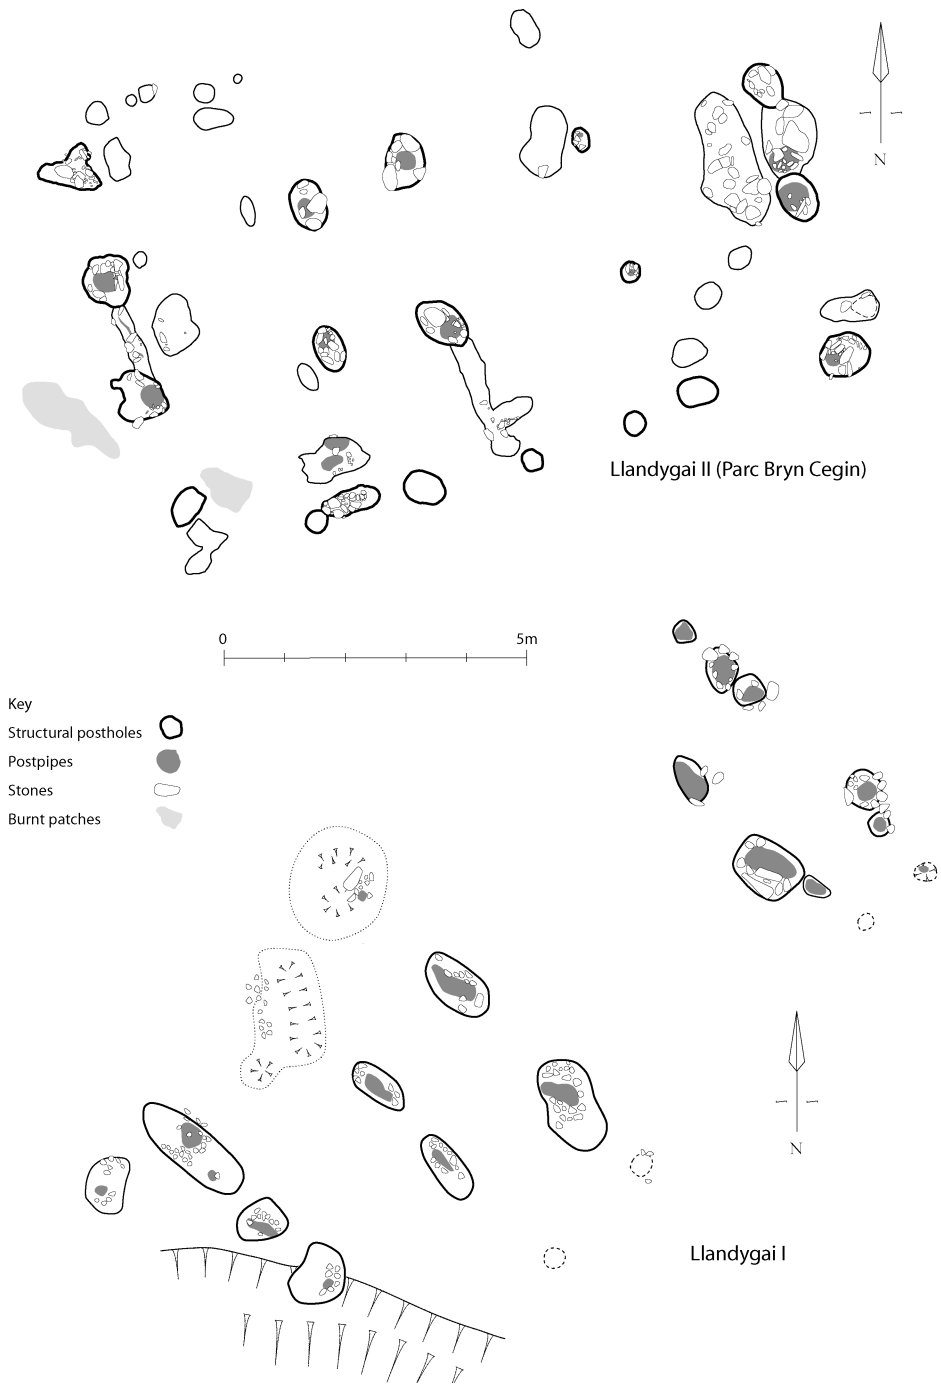 N
Llandygai II (Parc Bryn Cegin)
0 5m
Key
Structural postholes
Postpipes
Stones
Burnt patches
N
Llandygai I